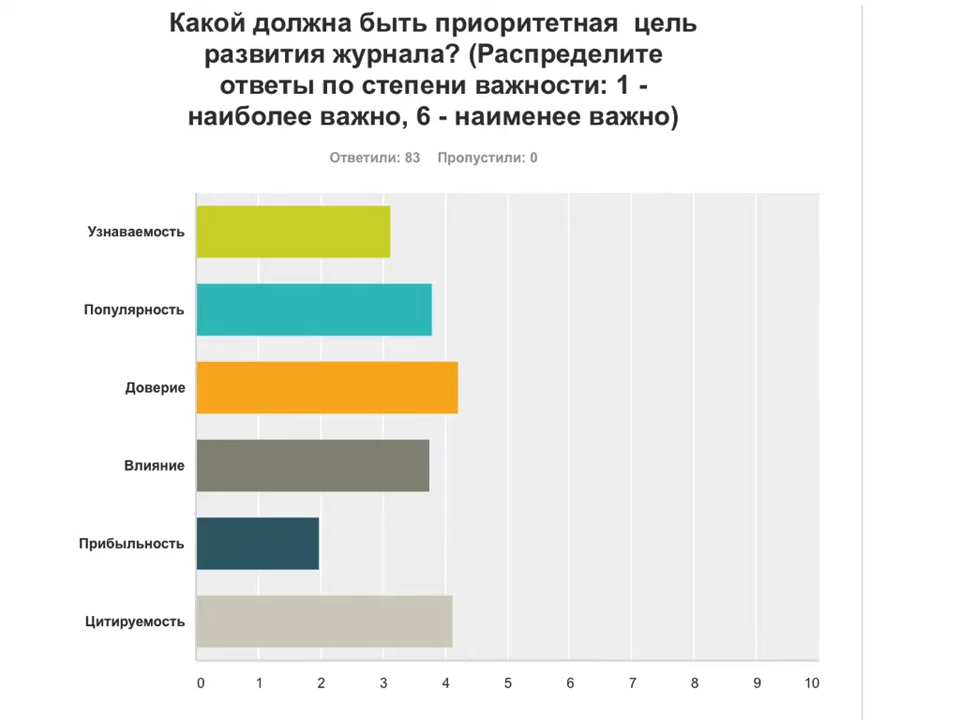 Какой должна быть приоритетная цель
развития журнала? (Распределите
ответы по степени важности: 1 -
наиболее важно, 6 - наименее важно)
Ответили: 83 Пропустили: 0
Узнаваемость
Популярность
Доверие
Влияние
Прибыльность
Цитируемость
0 1 2 3 4 5 6 7 8 9 10